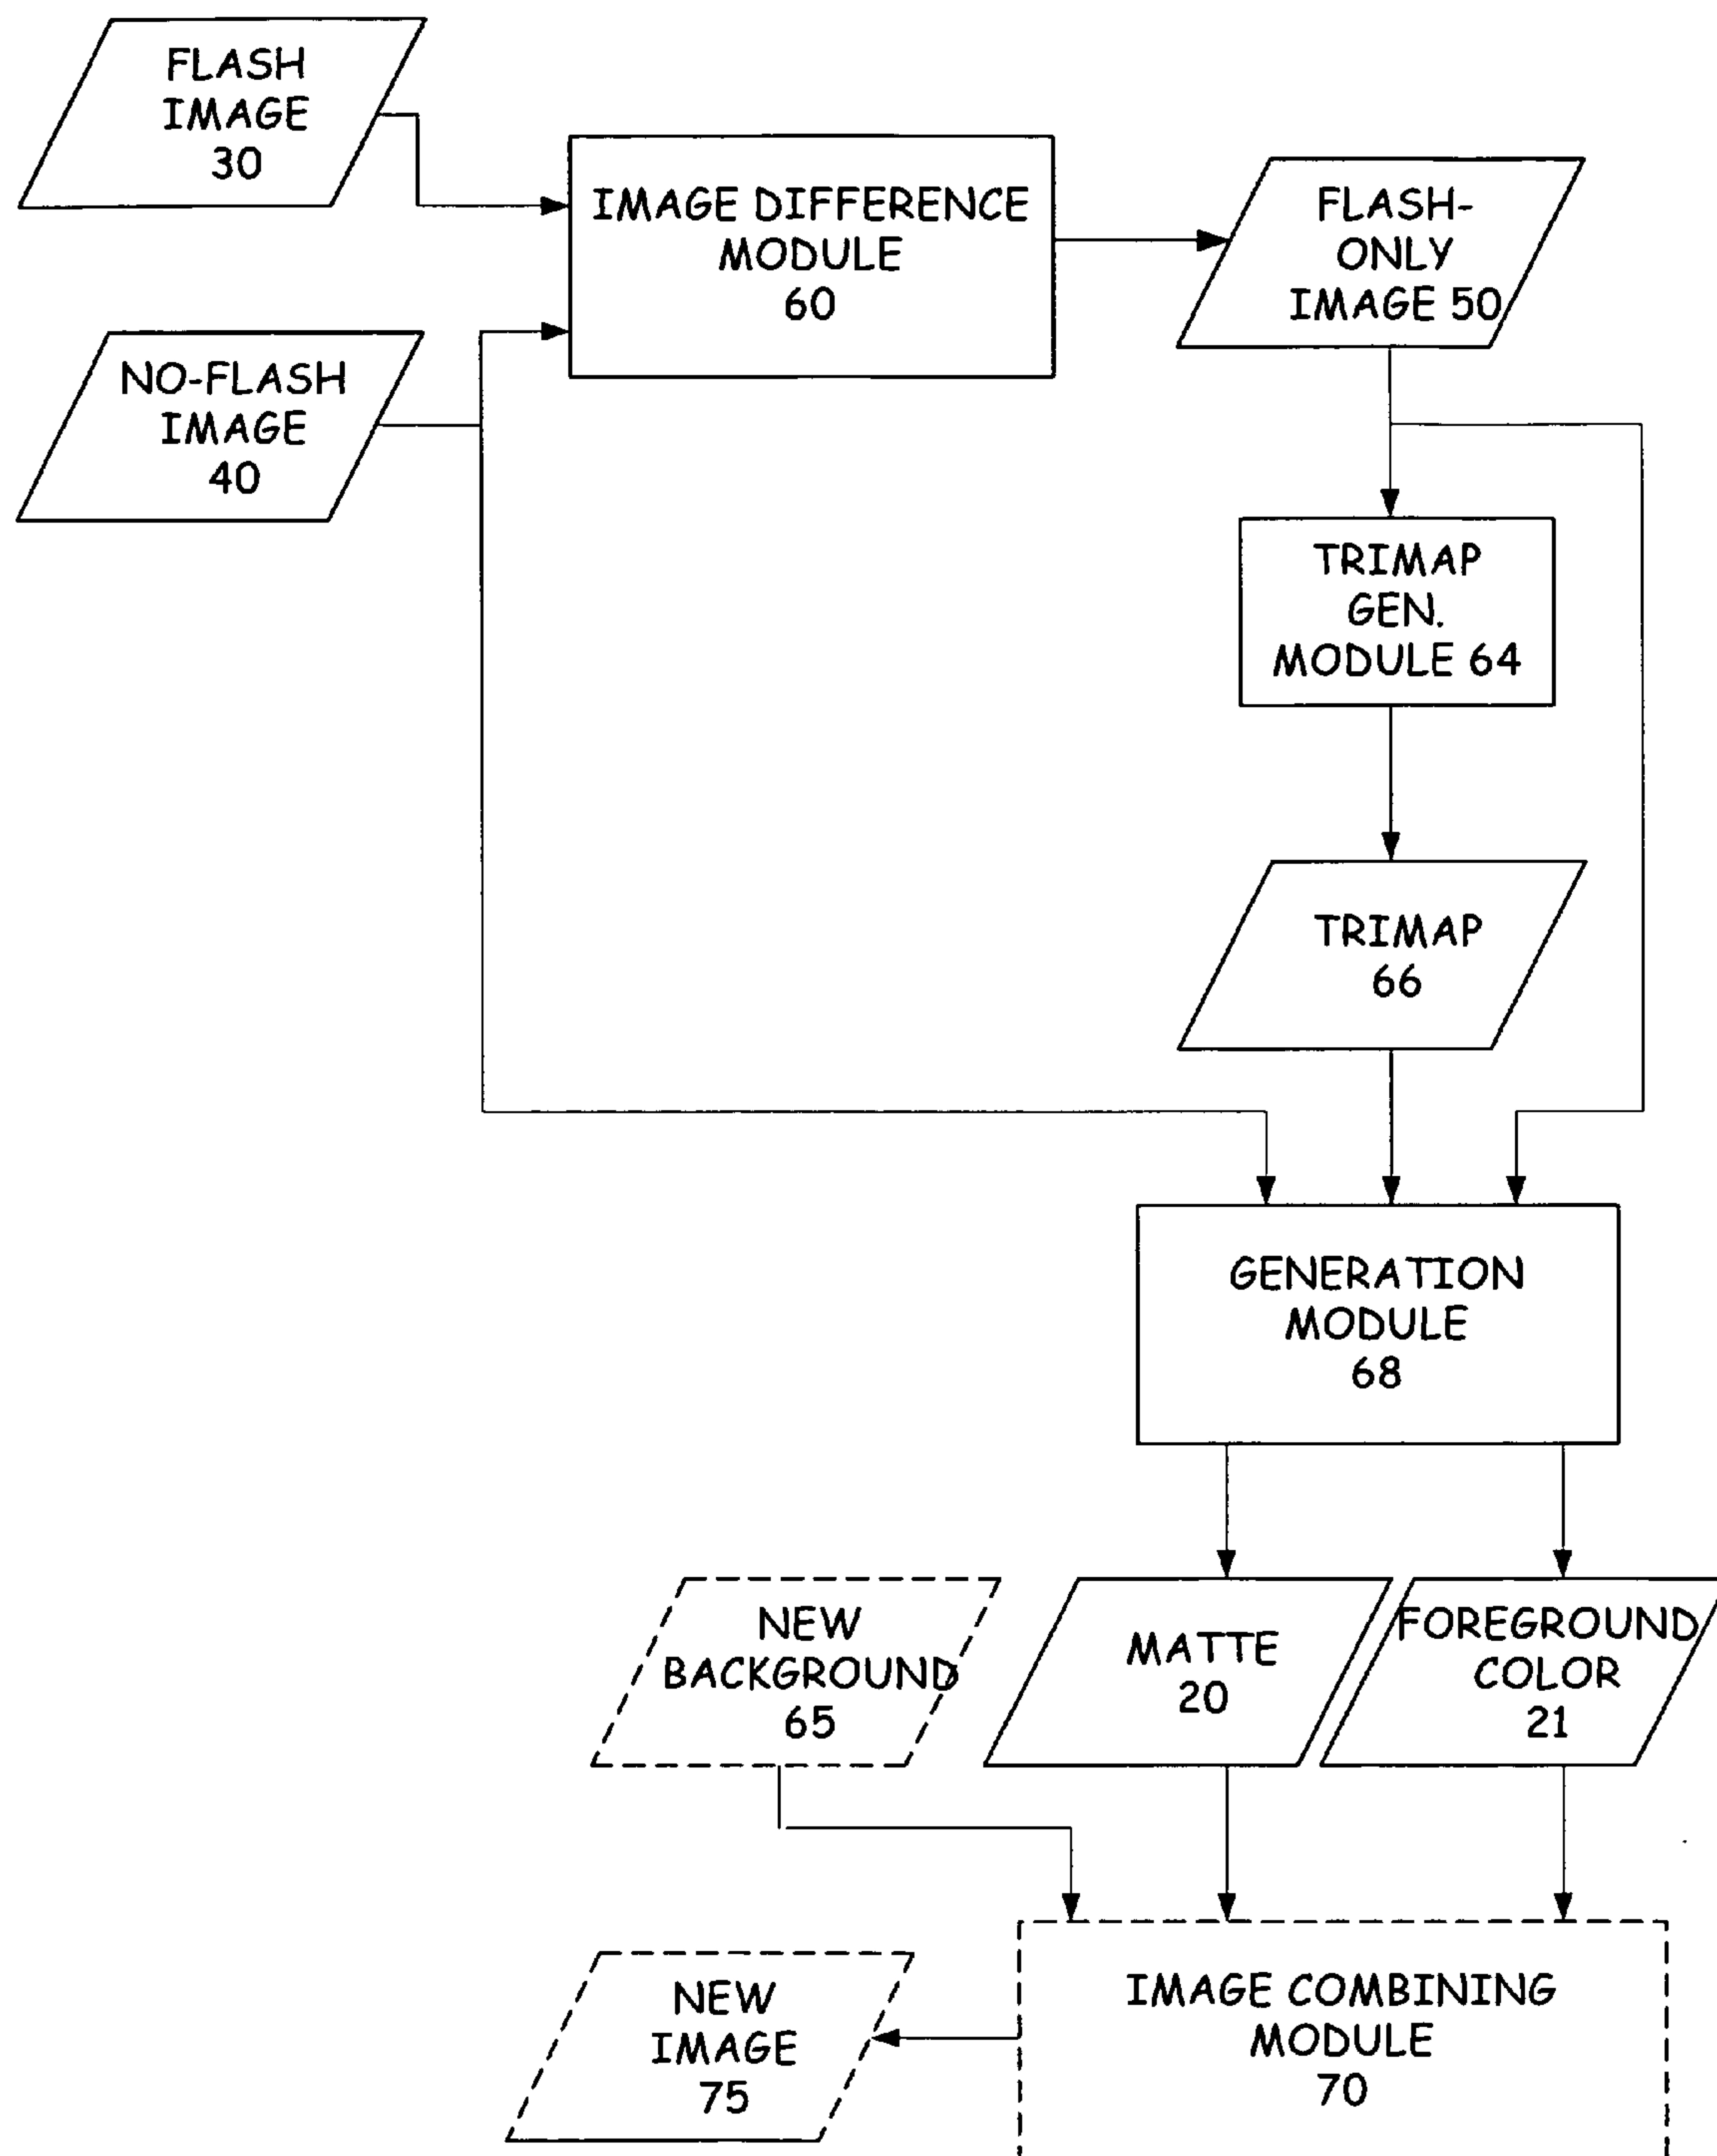 FLASH
IMAGE
30
IMAGE DIFFERENCE
MODULE
60
FLASH-
ONLY
IMAGE 50
NO-FLASH
IMAGE
40
TRIMAP
GEN.
MODULE 64
TRIMAP
66
GENERATION
MODULE
68
NEW
BACKGROUND
65
MATTE
20
FOREGROUND
COLOR
21
NEW
IMAGE
75
IMAGE COMBINING
MODULE
70